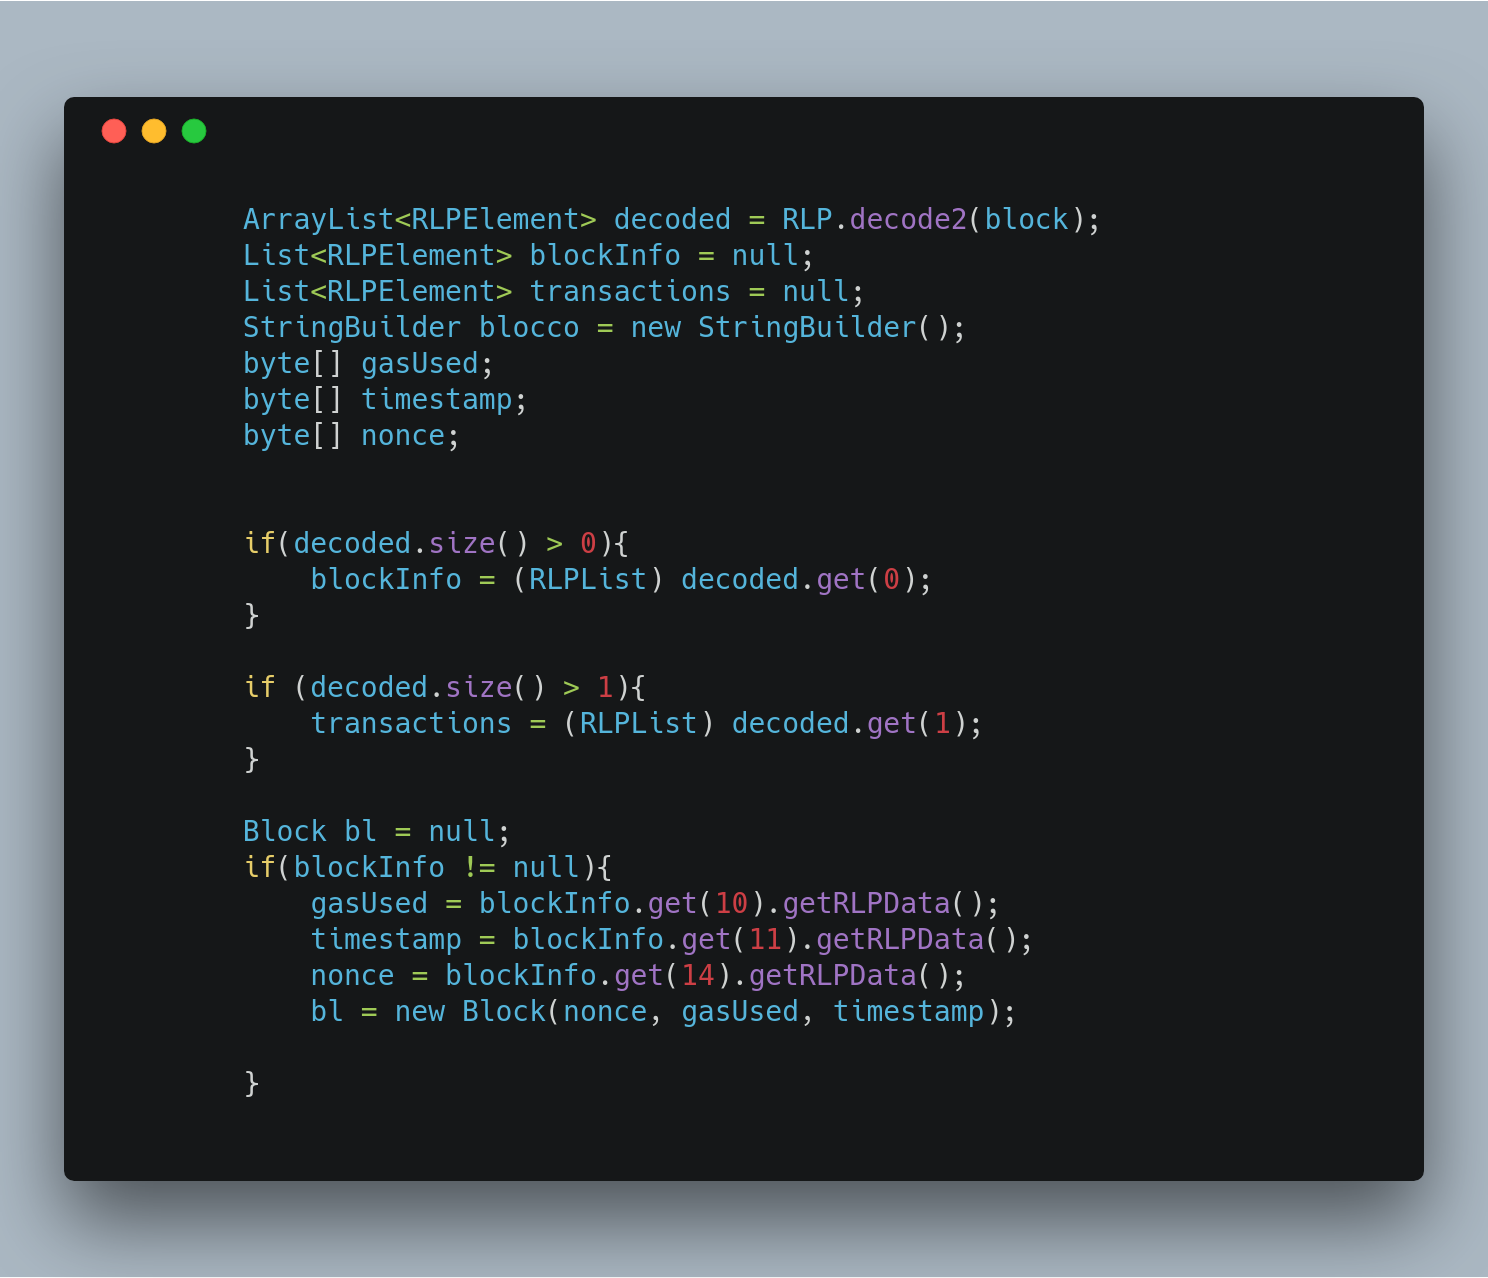 ArrayList<RLPElement> decoded = RLP.decode2(block);
List<RLPElement> blockInfo = null;
List<RLPElement> transactions = null;
StringBuilder blocco = new StringBuilder();
byte[] gasUsed;
byte[] timestamp;
byte[] nonce;
if(decoded.size() > 0){
    blockInfo = (RLPList) decoded.get(0);
}
if (decoded.size() > 1){
    transactions = (RLPList) decoded.get(1);
}
Block bl = null;
if(blockInfo != null){
    gasUsed = blockInfo.get(10).getRLPData();
    timestamp = blockInfo.get(11).getRLPData();
    nonce = blockInfo.get(14).getRLPData();
    bl = new Block(nonce, gasUsed, timestamp);
}